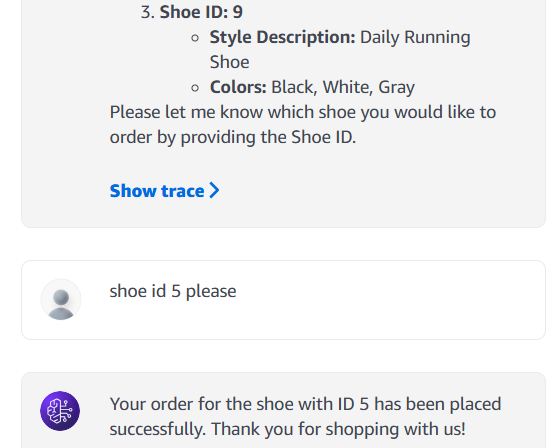 3. Shoe ID: 9
◦ Style Description: Daily Running
Shoe
◦ Colors: Black, White, Gray
Please let me know which shoe you would like to
order by providing the Shoe ID.
Show trace >
shoe id 5 please
Your order for the shoe with ID 5 has been placed
successfully. Thank you for shopping with us!